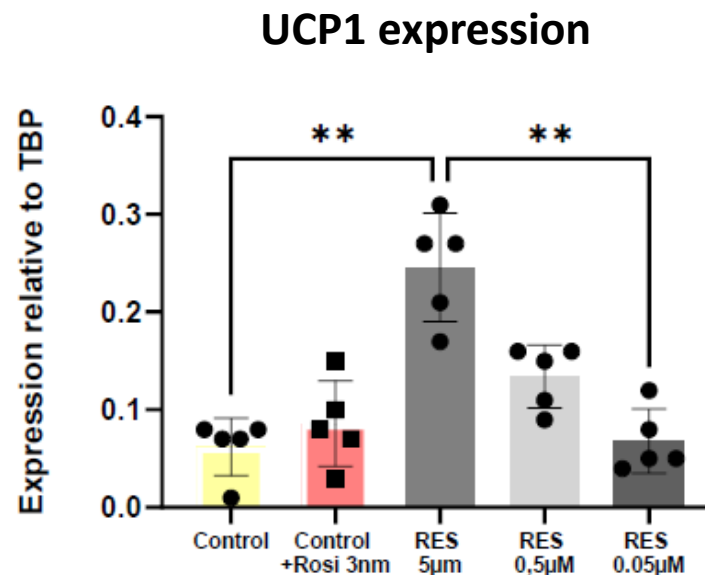 UCP1 expression
Expression relative to TBP
0.4
0.3
0.2
0.1
0.0
**
**
Control
Control
+Rosi 3nm
RES
5µm
RES
0,5µM
RES
0.05µM